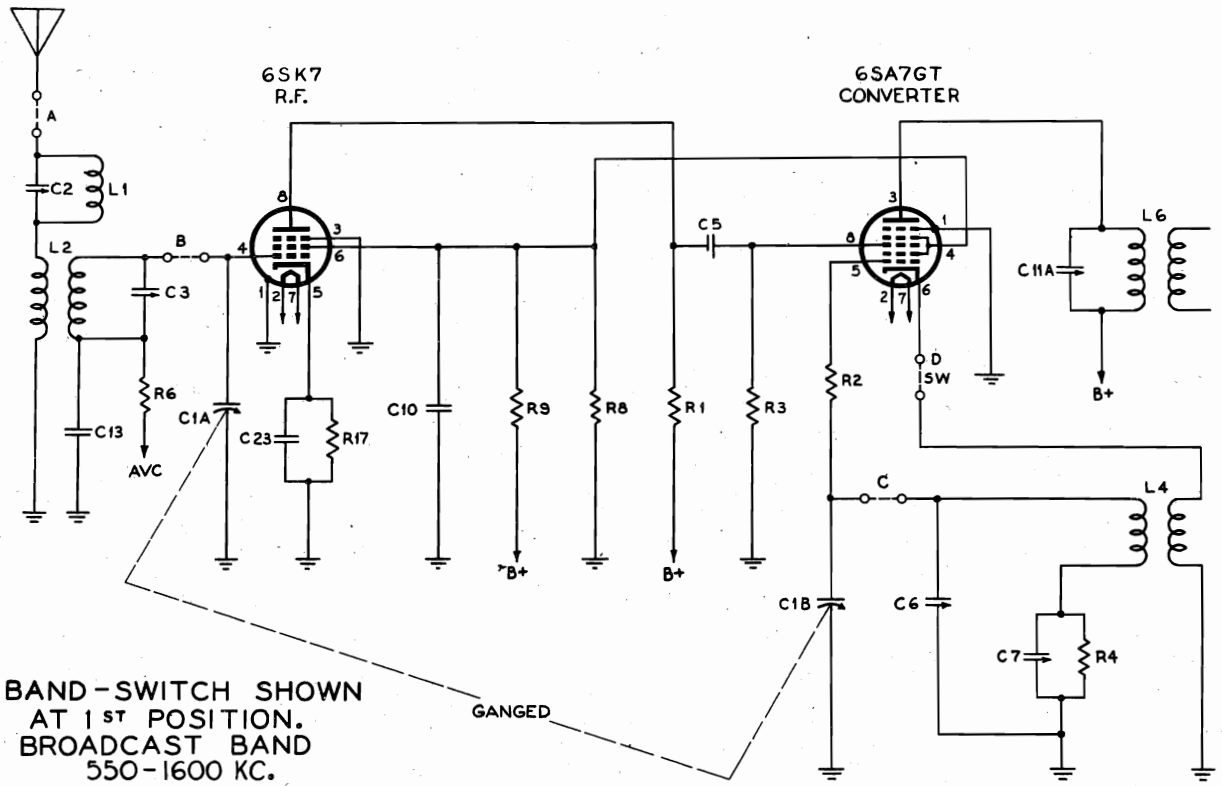 6SK7
R.F.
6SA7GT
CONVERTER
A
C2
L1
8
3
6
4
1
2
7
5
L2
B
C3
R6
AVC
C13
C1A
C23
R17
C10
R9
B+
R8
R1
B+
C5
R3
3
1
8
4
5
2
7
6
L6
C11A
B+
D
SW
R2
C
L4
C1B
C6
C7
R4
GANGED
BAND-SWITCH SHOWN
AT 1ST POSITION.
BROADCAST BAND
550-1600 KC.